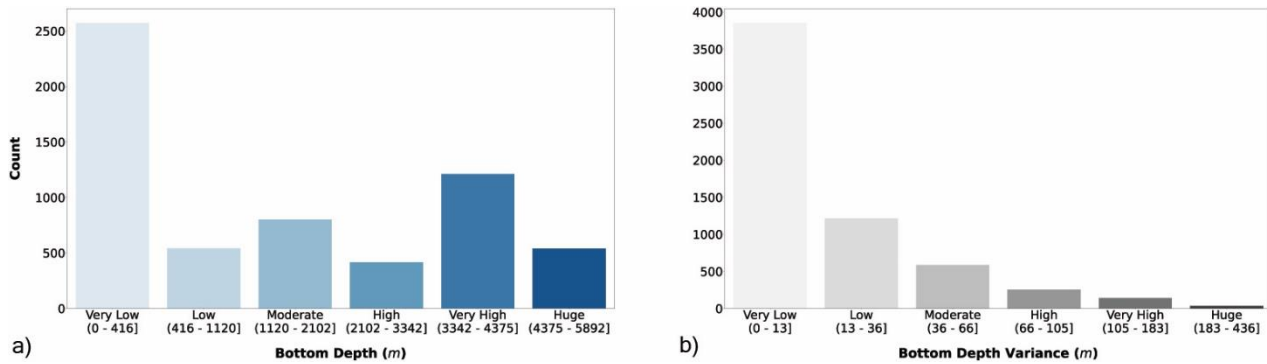 Count
2500
2000
1500
1000
500
0
Very Low Low Moderate High Very High Huge
(0 - 416] (416 - 1120] (1120 - 2102] (2102 - 3342] (3342 - 4375] (4375 - 5892]
a) Bottom Depth (m)
4000
3500
3000
2500
2000
1500
1000
500
0
Very Low Low Moderate High Very High Huge
(0 - 13] (13 - 36] (36 - 66] (66 - 105] (105 - 183] (183 - 436]
b) Bottom Depth Variance (m)